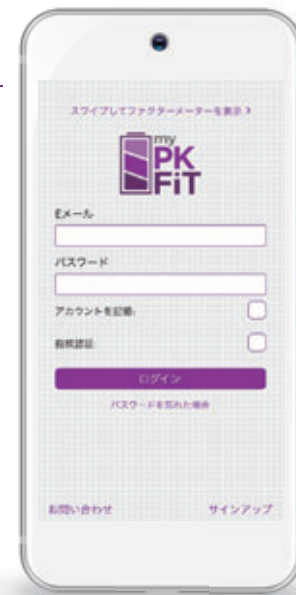 スワイプしてファクターメーターを表示 >
my
PK
FiT
Eメール
パスワード
アカウントを記憶:
指紋認証:
ログイン
パスワードを忘れた場合
お問い合わせ
サインアップ